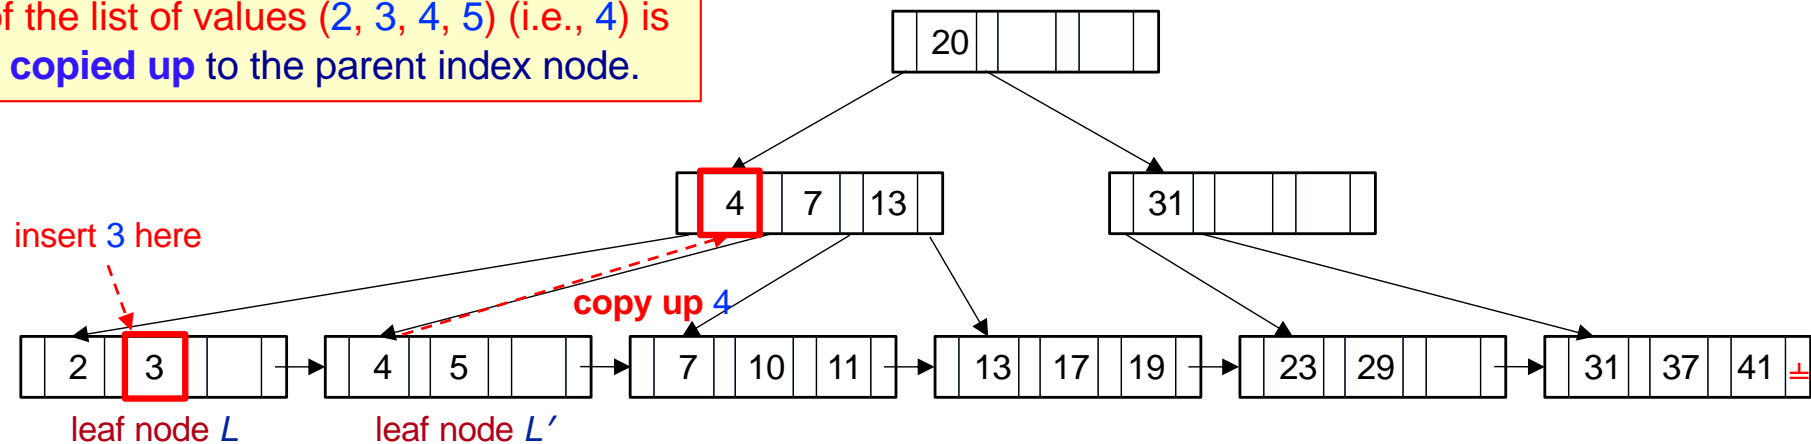 of the list of values (2, 3, 4, 5) (i.e., 4) is
copied up to the parent index node.
20
4 7 13
31
insert 3 here
copy up 4
2 3
4 5
7 10 11
13 17 19
23 29
31 37 41
leaf node L
leaf node L′